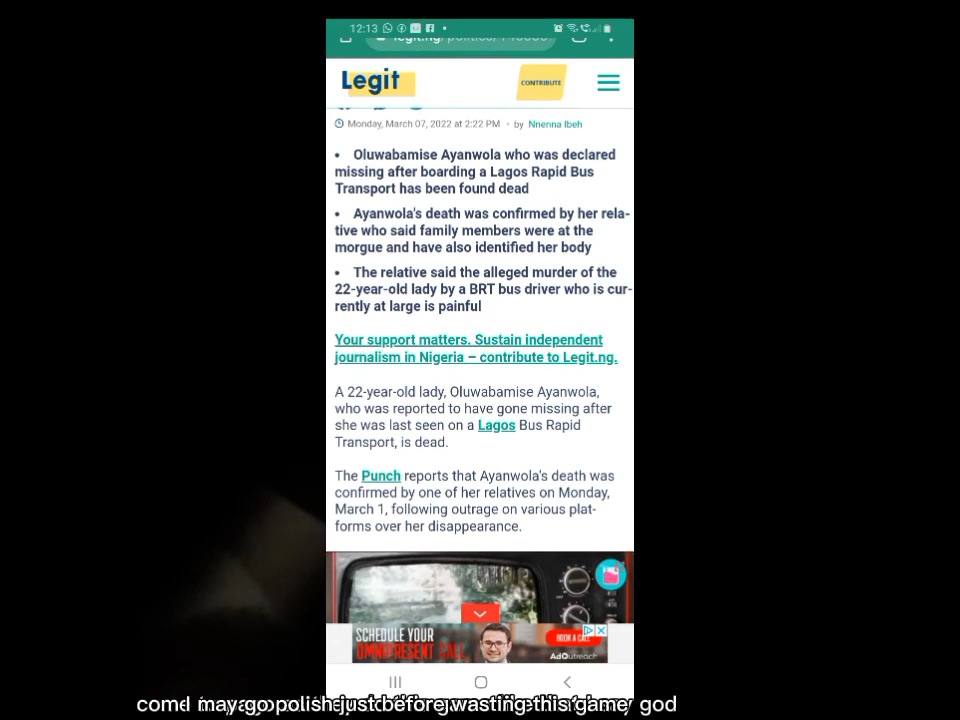 12:13
Legit
CONTRIBUTE
Monday, March 07, 2022 at 2:22 PM • by Nnenna Ibeh
• Oluwabamise Ayanwola who was declared
missing after boarding a Lagos Rapid Bus
Transport has been found dead
• Ayanwola's death was confirmed by her rela-
tive who said family members were at the
morgue and have also identified her body
• The relative said the alleged murder of the
22-year-old lady by a BRT bus driver who is cur-
rently at large is painful
Your support matters. Sustain independent
journalism in Nigeria – contribute to Legit.ng.
A 22-year-old lady, Oluwabamise Ayanwola,
who was reported to have gone missing after
she was last seen on a Lagos Bus Rapid
Transport, is dead.
The Punch reports that Ayanwola's death was
confirmed by one of her relatives on Monday,
March 1, following outrage on various plat-
forms over her disappearance.
SCHEDULE YOUR
OMNIPRESENT CALL
BOOK A CALL
AdOutreach
god